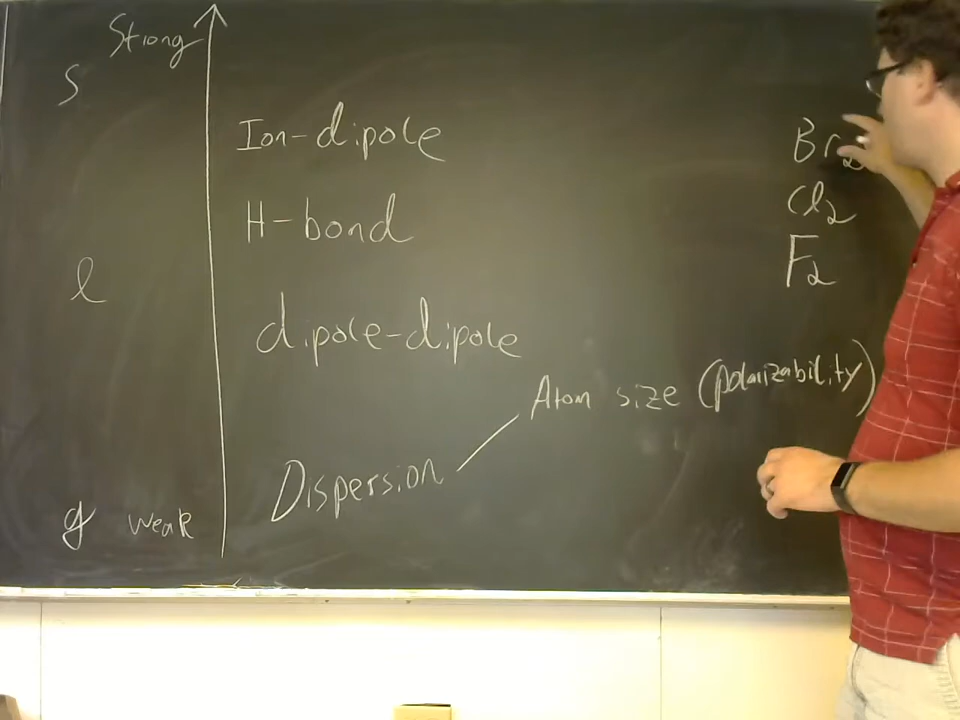 Strong
s
Ion-dipole
Br2
H-bond
Cl2
l
F2
dipole-dipole
Atom size (polarizability)
Dispersion
g weak